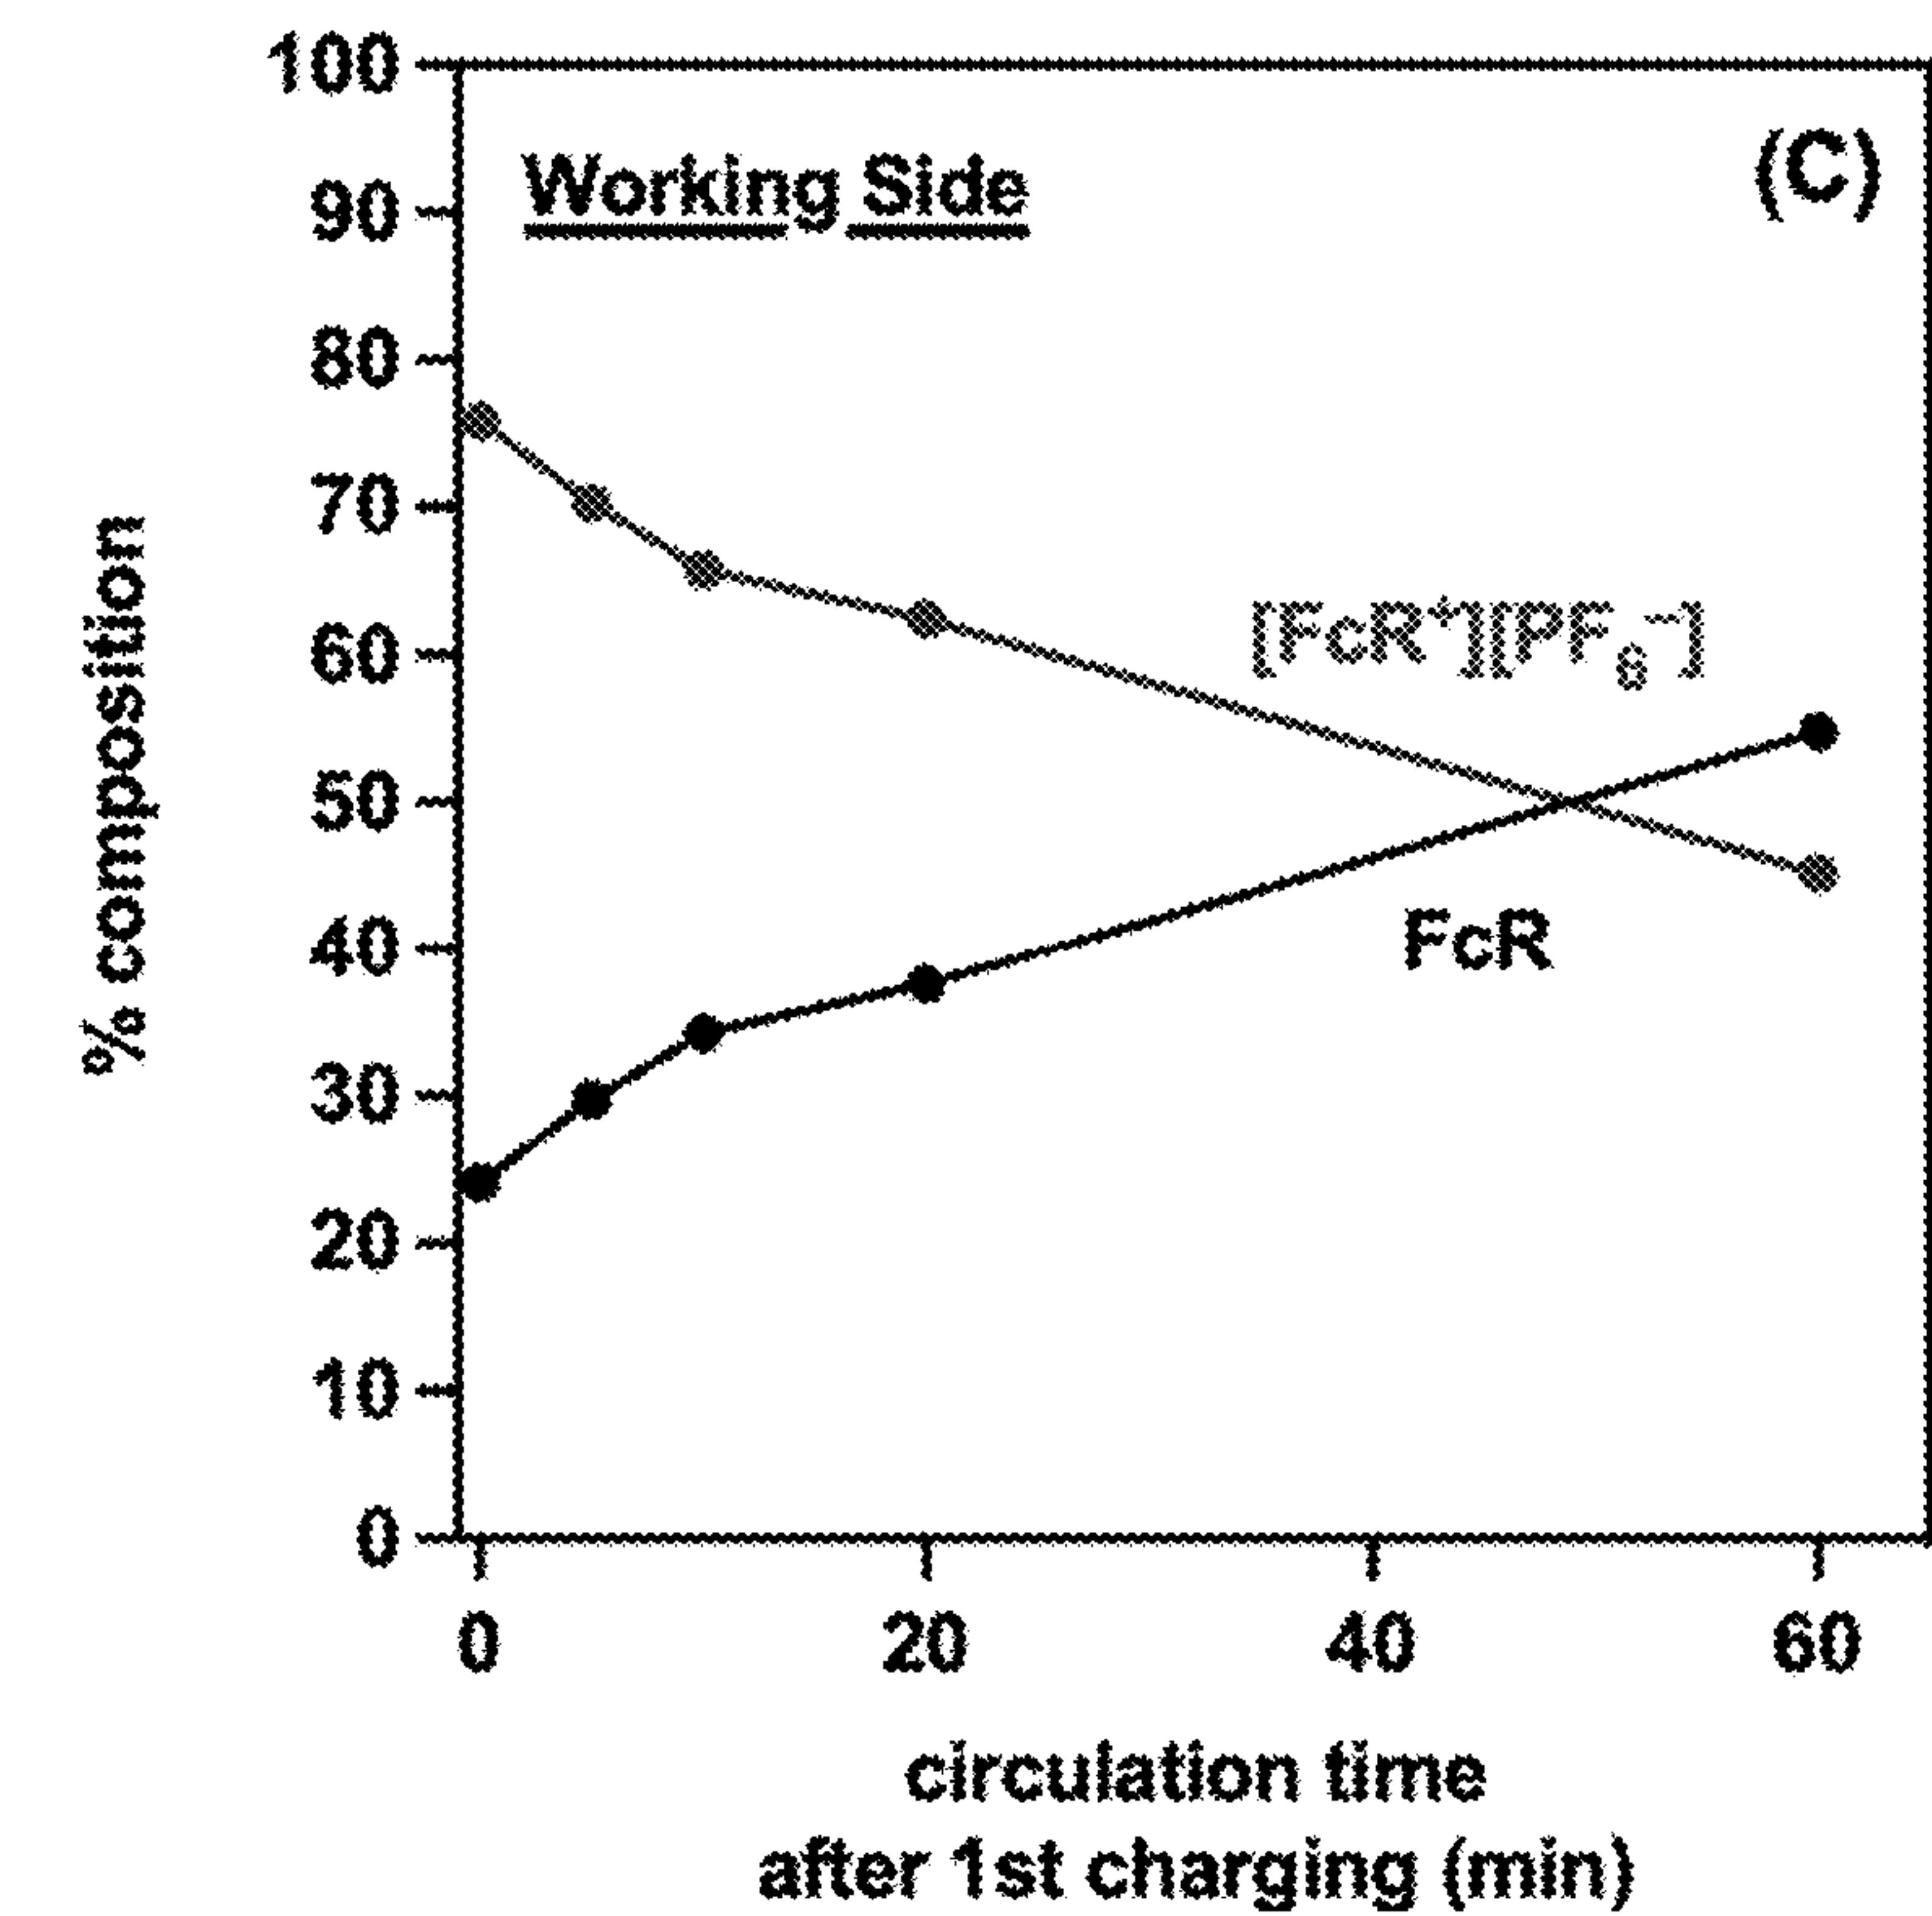 100
Working Side
(C)
90
80
70
60
50
40
30
20
10
0
% composition
[FcR⁺][PF₆⁻]
FcR
0 20 40 60
circulation time
after 1st charging (min)